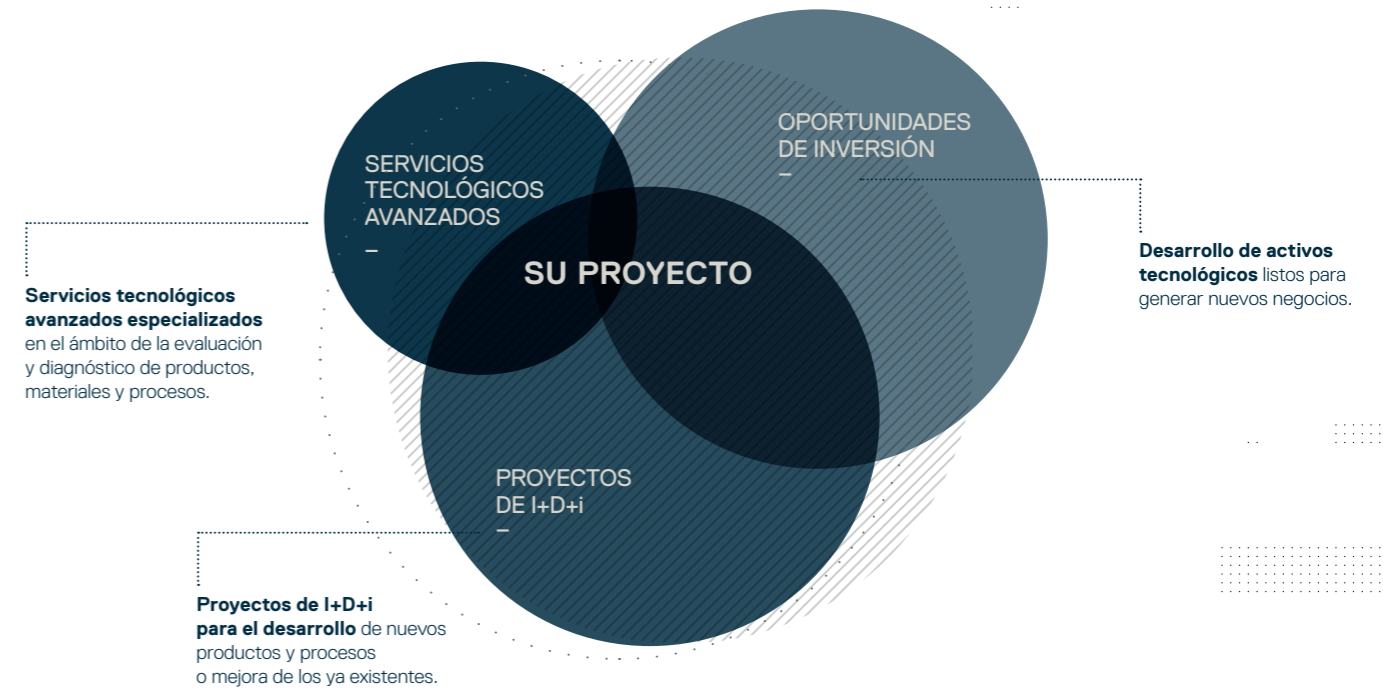 SERVICIOS
TECNOLÓGICOS
AVANZADOS
–
OPORTUNIDADES
DE INVERSIÓN
–
SU PROYECTO
PROYECTOS
DE I+D+i
–
Servicios tecnológicos
avanzados especializados
en el ámbito de la evaluación
y diagnóstico de productos,
materiales y procesos.
Desarrollo de activos
tecnológicos listos para
generar nuevos negocios.
Proyectos de I+D+i
para el desarrollo de nuevos
productos y procesos
o mejora de los ya existentes.